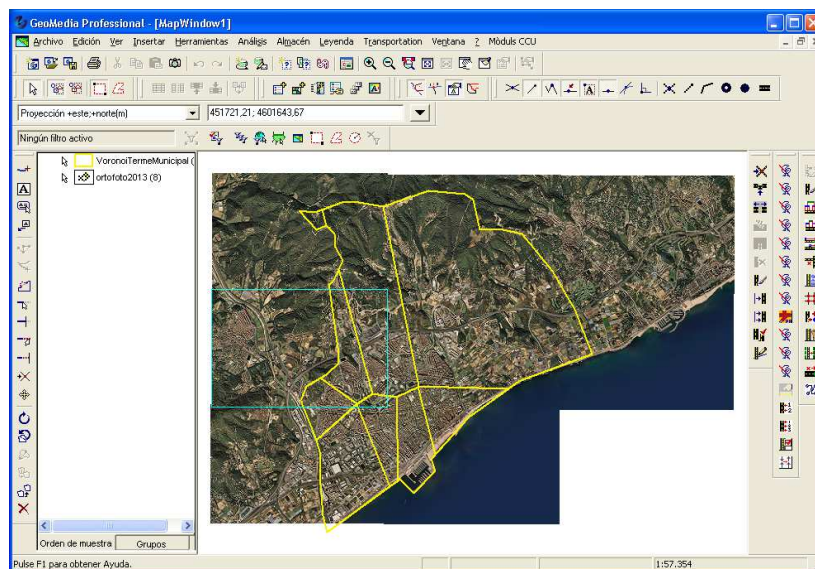 GeoMedia Professional - [MapWindow1]
Archivo Edición Ver Insertar Herramientas Análisis Almacén Leyenda Transportation Ventana ? Mòduls CCU
Proyección +este;+norte(m) 451721,21; 4601643,67
Ningún filtro activo
VoronoiTermeMunicipal (
ortofoto2013 (8)
Orden de muestra Grupos
Pulse F1 para obtener Ayuda. 1:57.354